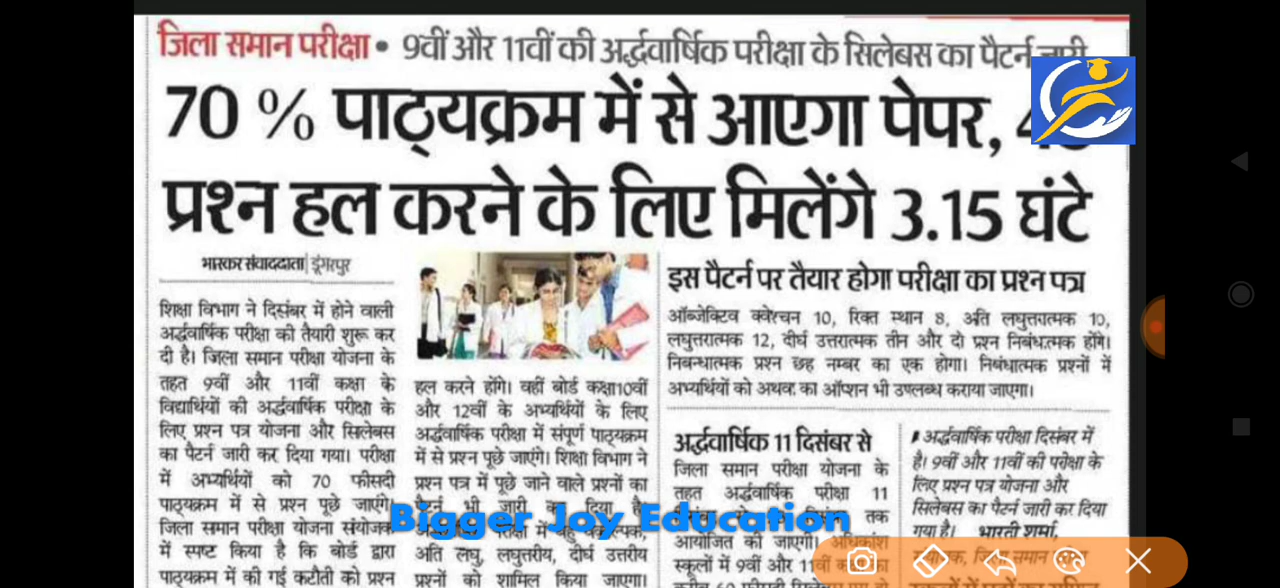 जिला समान परीक्षा • 9वीं और 11वीं की अर्द्धवार्षिक परीक्षा के सिलेबस का पैटर्न जारी
70 % पाठ्यक्रम में से आएगा पेपर,
प्रश्न हल करने के लिए मिलेंगे 3.15 घंटे
भास्कर संवाददाता | डूंगरपुर
शिक्षा विभाग ने दिसंबर में होने वाली
अर्द्धवार्षिक परीक्षा की तैयारी शुरू कर
दी है। जिला समान परीक्षा योजना के
तहत 9वीं और 11वीं कक्षा के
विद्यार्थियों की अर्द्धवार्षिक परीक्षा के
लिए प्रश्न पत्र योजना और सिलेबस
का पैटर्न जारी कर दिया गया। परीक्षा
में अभ्यर्थियों को 70 फीसदी
पाठ्यक्रम में से प्रश्न पूछे जाएंगे।
जिला समान परीक्षा योजना संयोजक
में स्पष्ट किया है कि बोर्ड द्वारा
पाठ्यक्रम में की गई कटौती को प्रश्न
हल करने होंगे। वहीं बोर्ड कक्षा10वीं
और 12वीं के अभ्यर्थियों के लिए
अर्द्धवार्षिक परीक्षा में संपूर्ण पाठ्यक्रम
में से प्रश्न पूछे जाएंगे। शिक्षा विभाग ने
प्रश्न पत्र में पूछे जाने वाले प्रश्नों का
पैटर्न भी जारी कर दिया है
परीक्षा में
अति लघु, लघुत्तरीय, दीर्घ उत्तरीय
प्रश्नों को शामिल किया जाएगा।
इस पैटर्न पर तैयार होगा परीक्षा का प्रश्न पत्र
ऑब्जेक्टिव क्वेश्चन 10, रिक्त स्थान 8, अति लघुत्तरात्मक 10,
लघुत्तरात्मक 12, दीर्घ उत्तरात्मक तीन और दो प्रश्न निबंधात्मक होंगे।
निबन्धात्मक प्रश्न छह नम्बर का एक होगा। निबंधात्मक प्रश्नों में
अभ्यर्थियों को अथवा का ऑप्शन भी उपलब्ध कराया जाएगा।
अर्द्धवार्षिक 11 दिसंबर से
जिला समान परीक्षा योजना के
तहत अर्द्धवार्षिक परीक्षा 11
तक
आयोजित की जाएगी। अधिकांश
स्कूलों में 9वीं और 11वीं
अर्द्धवार्षिक परीक्षा दिसंबर में
है। 9वीं और 11वीं की परीक्षा के
लिए प्रश्न पत्र योजना और
सिलेबस का पैटर्न जारी कर दिया
गया है। भारती शर्मा,
Bigger Joy Education